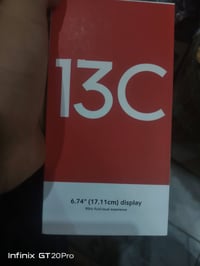 13C
6.74" (17.11cm) display
Infinix GT20Pro